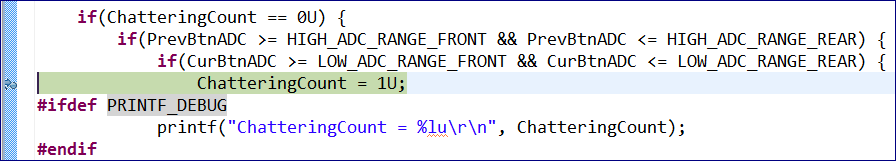 if(ChatteringCount == 0U) {
if(PrevBtnADC >= HIGH_ADC_RANGE_FRONT && PrevBtnADC <= HIGH_ADC_RANGE_REAR) {
if(CurBtnADC >= LOW_ADC_RANGE_FRONT && CurBtnADC <= LOW_ADC_RANGE_REAR) {
ChatteringCount = 1U;
#ifdef PRINTF_DEBUG
printf("ChatteringCount = %lu\r\n", ChatteringCount);
#endif